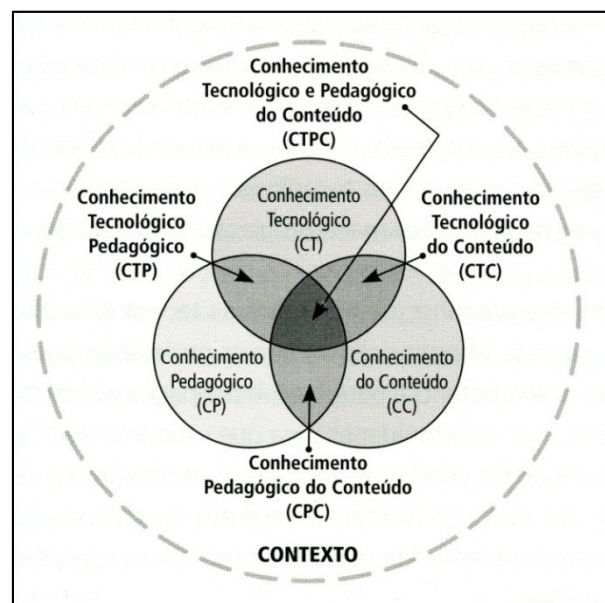 Conhecimento
Tecnológico e Pedagógico
do Conteúdo
(CTPC)
Conhecimento
Tecnológico
Pedagógico
(CTP)
Conhecimento
Tecnológico
(CT)
Conhecimento
Tecnológico
do Conteúdo
(CTC)
Conhecimento
Pedagógico
(CP)
Conhecimento
do Conteúdo
(CC)
Conhecimento
Pedagógico do Conteúdo
(CPC)
CONTEXTO